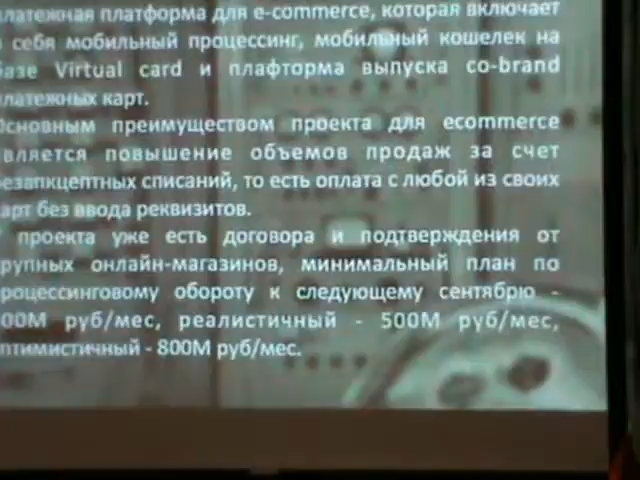 латежная платформа для e-commerce, которая включает
себя мобильный процессинг, мобильный кошелек на
азе Virtual card и плафторма выпуска co-brand
латежных карт.
Основным преимуществом проекта для ecommerce
вляется повышение объемов продаж за счет
езапкцептных списаний, то есть оплата с любой из своих
арт без ввода реквизитов.
проекта уже есть договора и подтверждения от
рупных онлайн-магазинов, минимальный план по
роцессинговому обороту к следующему сентябрю -
00М руб/мес, реалистичный - 500М руб/мес,
птимистичный - 800М руб/мес.